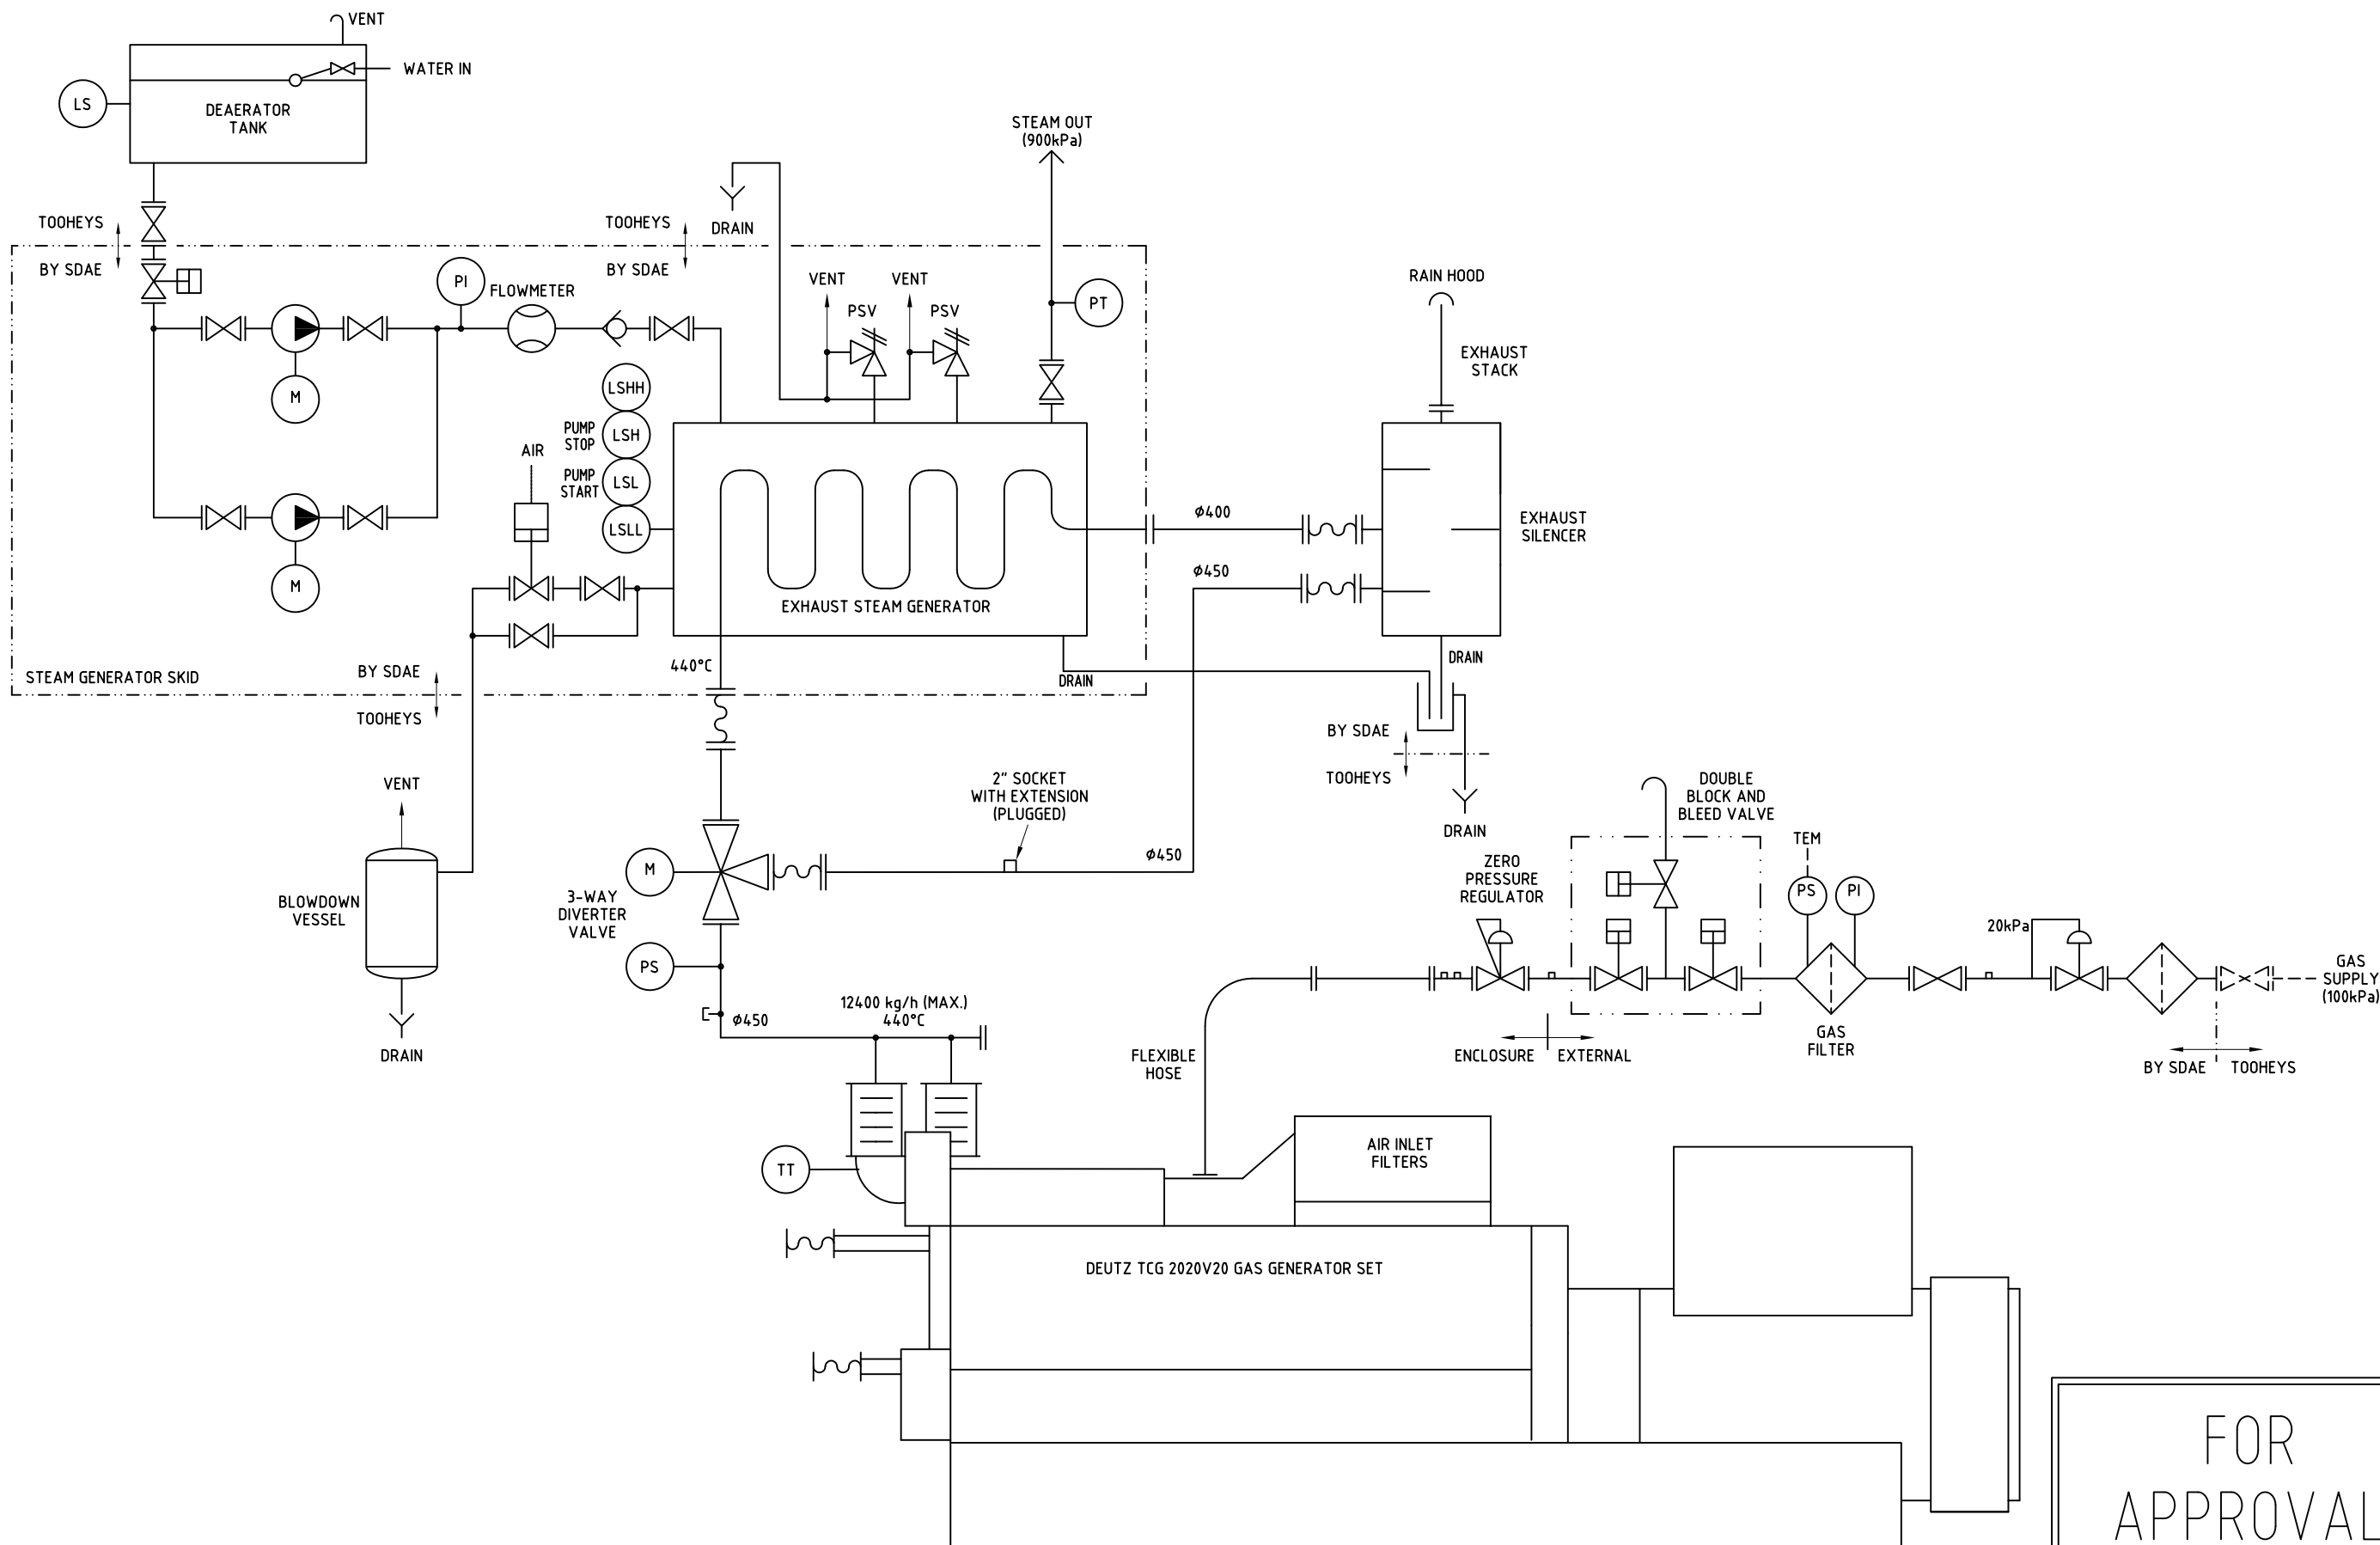 VENT
WATER IN
LS
DEAERATOR
TANK
STEAM OUT
(900kPa)
TOOHEYS
TOOHEYS
DRAIN
BY SDAE
BY SDAE
PI
FLOWMETER
VENT
VENT
PSV
PSV
PT
RAIN HOOD
EXHAUST
STACK
M
LSHH
PUMP
STOP
LSH
AIR
PUMP
START
LSL
LSLL
M
EXHAUST STEAM GENERATOR
Ø400
Ø450
EXHAUST
SILENCER
440°C
DRAIN
DRAIN
STEAM GENERATOR SKID
BY SDAE
TOOHEYS
BY SDAE
TOOHEYS
DRAIN
VENT
BLOWDOWN
VESSEL
DRAIN
M
3-WAY
DIVERTER
VALVE
PS
2" SOCKET
WITH EXTENSION
(PLUGGED)
Ø450
Ø450
12400 kg/h (MAX.)
440°C
DOUBLE
BLOCK AND
BLEED VALVE
ZERO
PRESSURE
REGULATOR
TEM
PS
PI
20kPa
GAS
SUPPLY
(100kPa)
GAS
FILTER
FLEXIBLE
HOSE
ENCLOSURE
EXTERNAL
BY SDAE
TOOHEYS
TT
AIR INLET
FILTERS
DEUTZ TCG 2020V20 GAS GENERATOR SET
FOR
APPROVAL